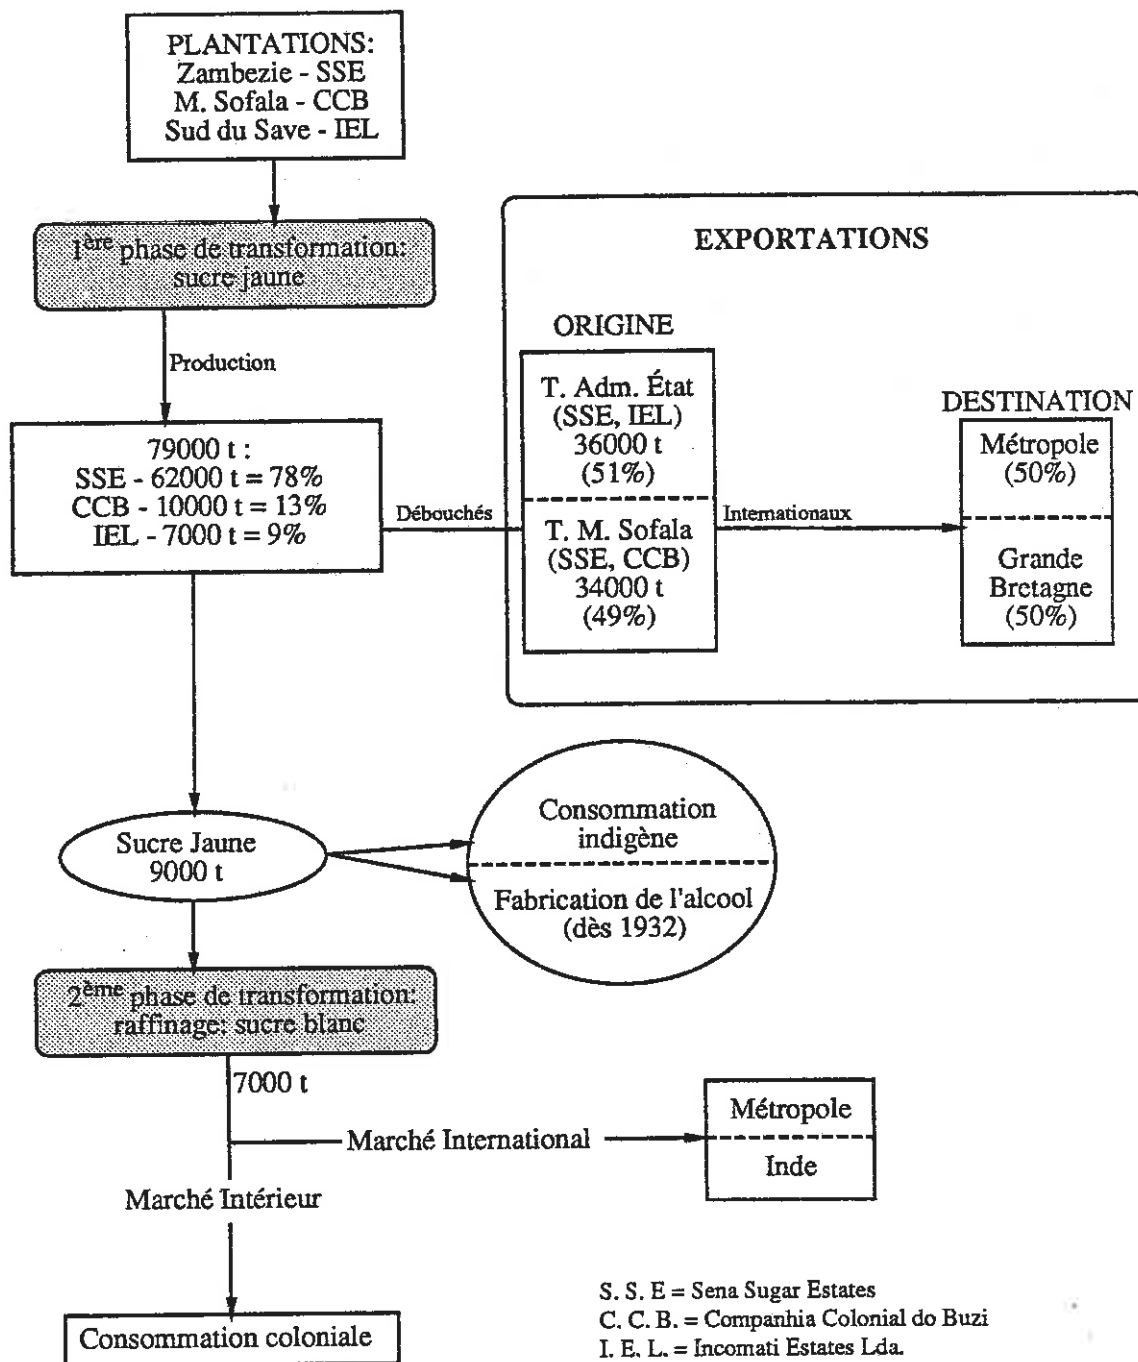 PLANTATIONS:
Zambezie - SSE
M. Sofala - CCB
Sud du Save - IEL
1ère phase de transformation:
sucre jaune
Production
79000 t :
SSE - 62000 t = 78%
CCB - 10000 t = 13%
IEL - 7000 t = 9%
Débouchés
EXPORTATIONS
ORIGINE
T. Adm. État
(SSE, IEL)
36000 t
(51%)
T. M. Sofala
(SSE, CCB)
34000 t
(49%)
Internationaux
DESTINATION
Métropole
(50%)
Grande
Bretagne
(50%)
Sucre Jaune
9000 t
Consommation
indigène
Fabrication de l'alcool
(dès 1932)
2ème phase de transformation:
raffinage: sucre blanc
7000 t
Marché International
Métropole
Inde
Marché Intérieur
Consommation coloniale
S. S. E = Sena Sugar Estates
C. C. B. = Companhia Colonial do Buzi
I. E. L. = Incomati Estates Lda.